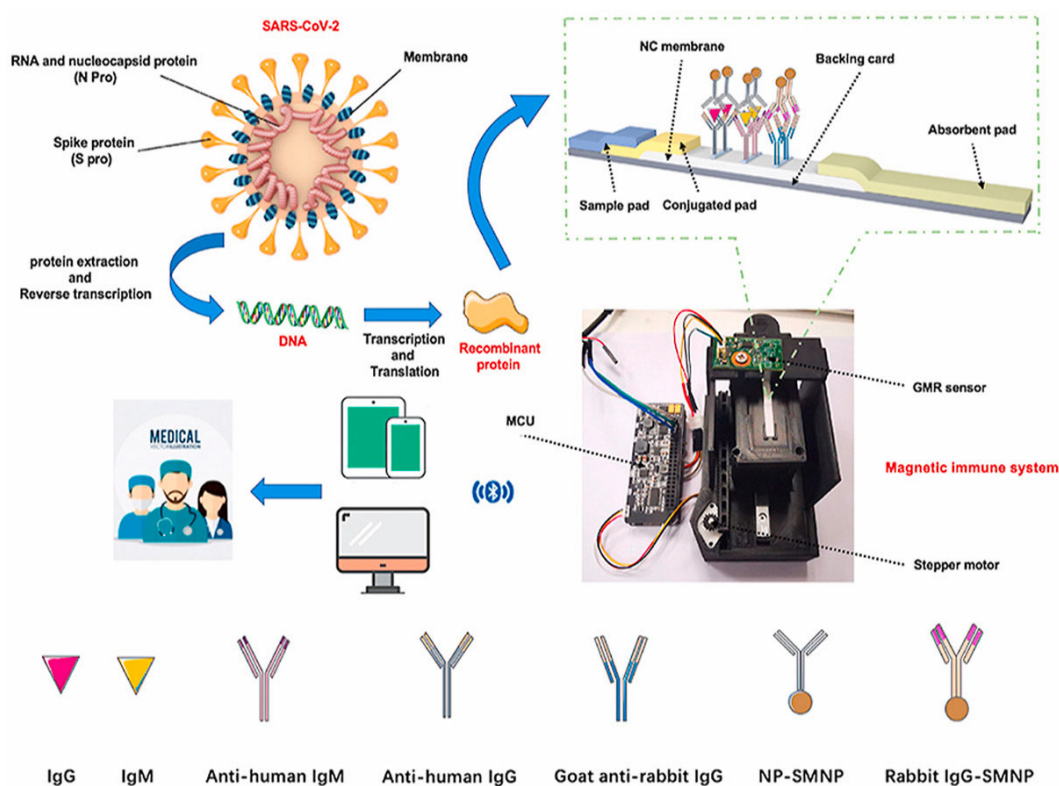 SARS-CoV-2
RNA and nucleocapsid protein
(N Pro)
Membrane
Spike protein
(S pro)
NC membrane
Backing card
Absorbent pad
Sample pad
Conjugated pad
protein extraction
and
Reverse transcription
DNA
Transcription
and
Translation
Recombinant
protein
GMR sensor
MCU
Magnetic immune system
Stepper motor
MEDICAL
VECTOR ILLUSTRATION
IgG
IgM
Anti-human IgM
Anti-human IgG
Goat anti-rabbit IgG
NP-SMNP
Rabbit IgG-SMNP